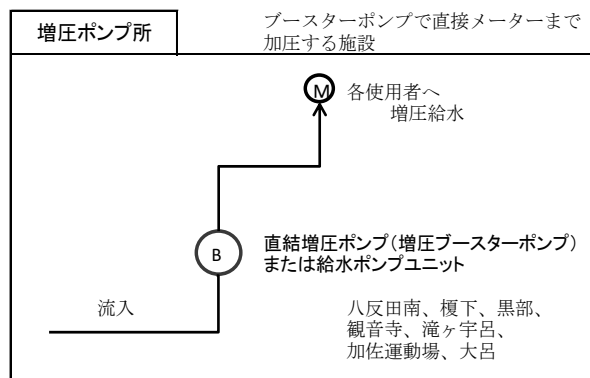 増圧ポンプ所
ブースターポンプで直接メーターまで
加圧する施設
M
各使用者へ
増圧給水
B
直結増圧ポンプ(増圧ブースターポンプ)
または給水ポンプユニット
流入
八反田南、榎下、黒部、
観音寺、滝ヶ宇呂、
加佐運動場、大呂